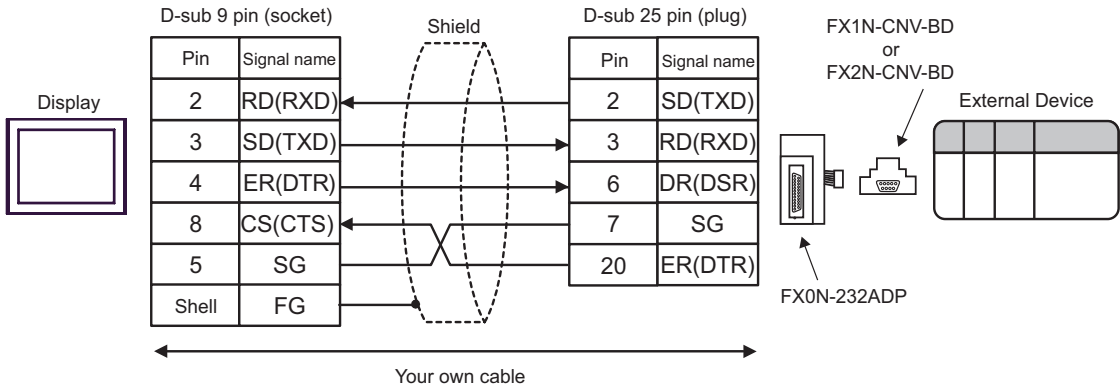 D-sub 9 pin (socket)
Shield
D-sub 25 pin (plug)
FX1N-CNV-BD
or
FX2N-CNV-BD
Display
External Device
Pin Signal name
2 RD(RXD)
3 SD(TXD)
4 ER(DTR)
8 CS(CTS)
5 SG
Shell FG
Pin Signal name
2 SD(TXD)
3 RD(RXD)
6 DR(DSR)
7 SG
20 ER(DTR)
FX0N-232ADP
Your own cable